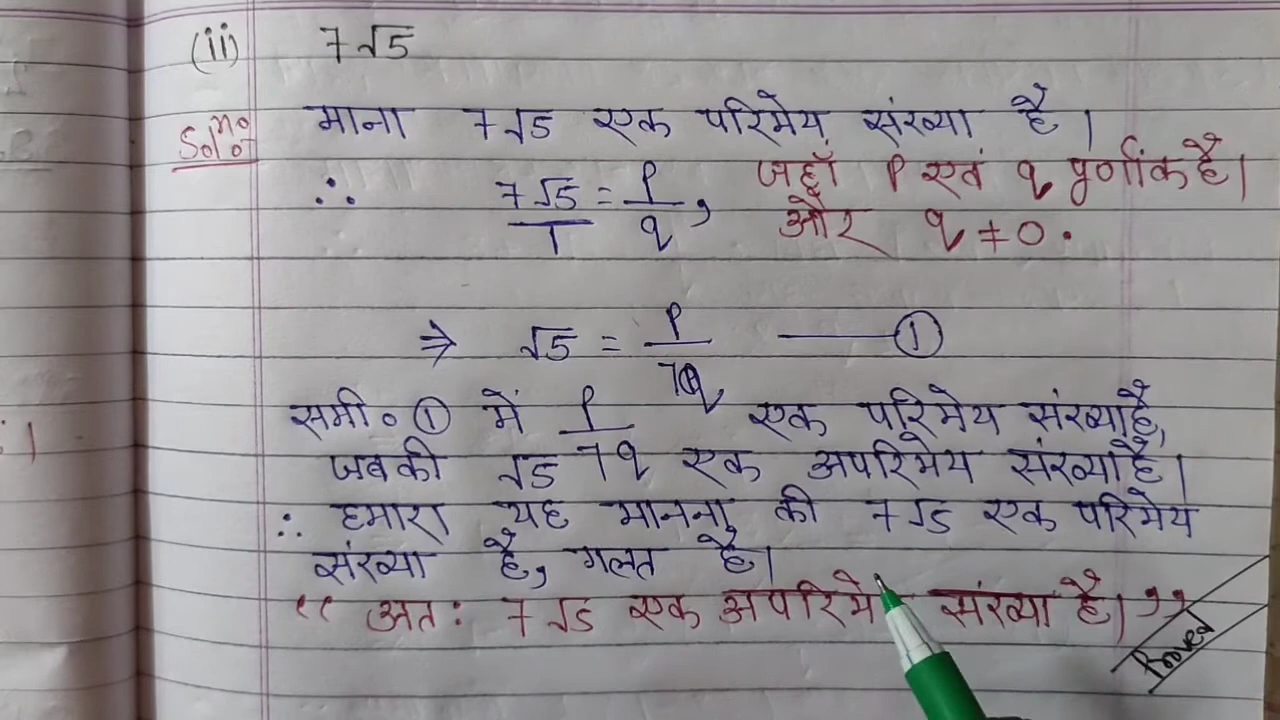 (ii) 7√5
Solⁿ∘ माना 7√5 एक परिमेय संख्या है।
∴ 7√5/1 = P/q, जहाँ P एवं q पूर्णांक है।
और q ≠ 0.
⇒ √5 = P/7q —— ①
समी० ① में P/7q एक परिमेय संख्या है,
जबकी √5 एक अपरिमेय संख्या है।
∴ हमारा यह मानना, की 7√5 एक परिमेय
संख्या है, गलत है।
“ अतः 7√5 एक अपरिमेय संख्या है। ”
Proved